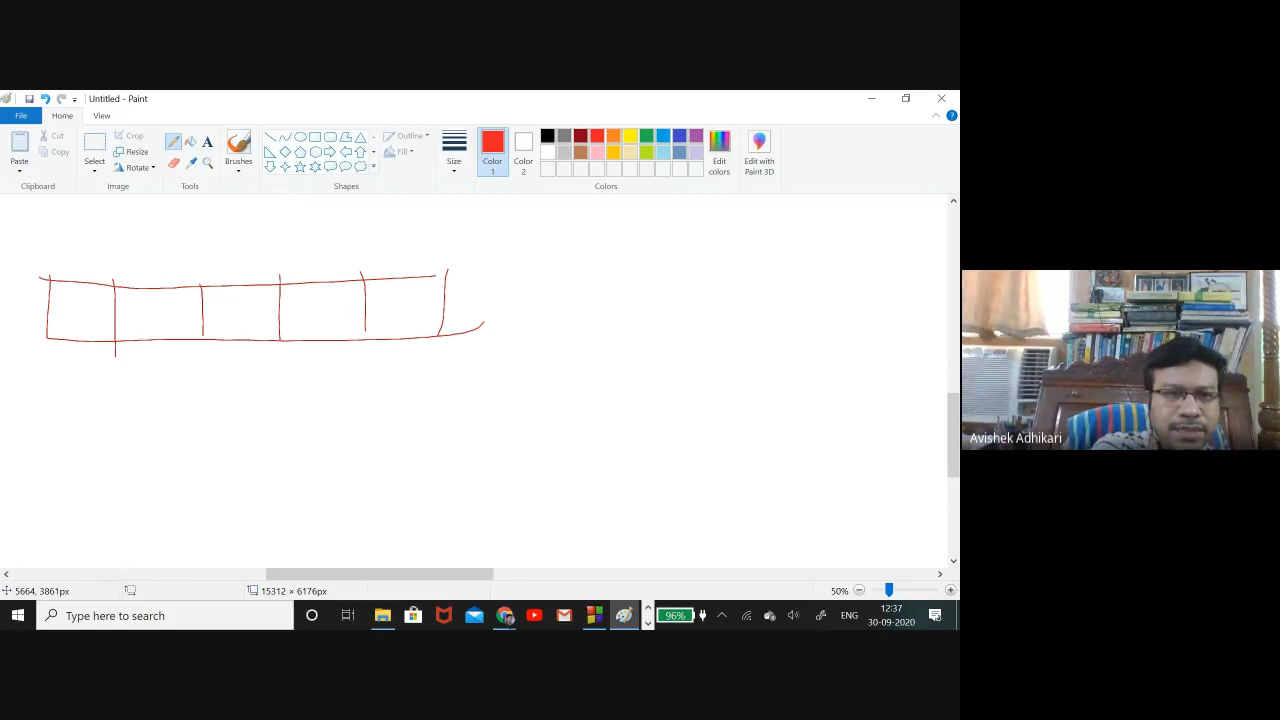 Untitled - Paint
File
Home
View
Paste
Cut
Copy
Clipboard
Select
Crop
Resize
Rotate
Image
Tools
Brushes
Shapes
Outline
Fill
Size
Color 1
Color 2
Colors
Edit colors
Edit with Paint 3D
Avishek Adhikari
5664, 3861px
15312 × 6176px
50%
Type here to search
96%
ENG
12:37
30-09-2020